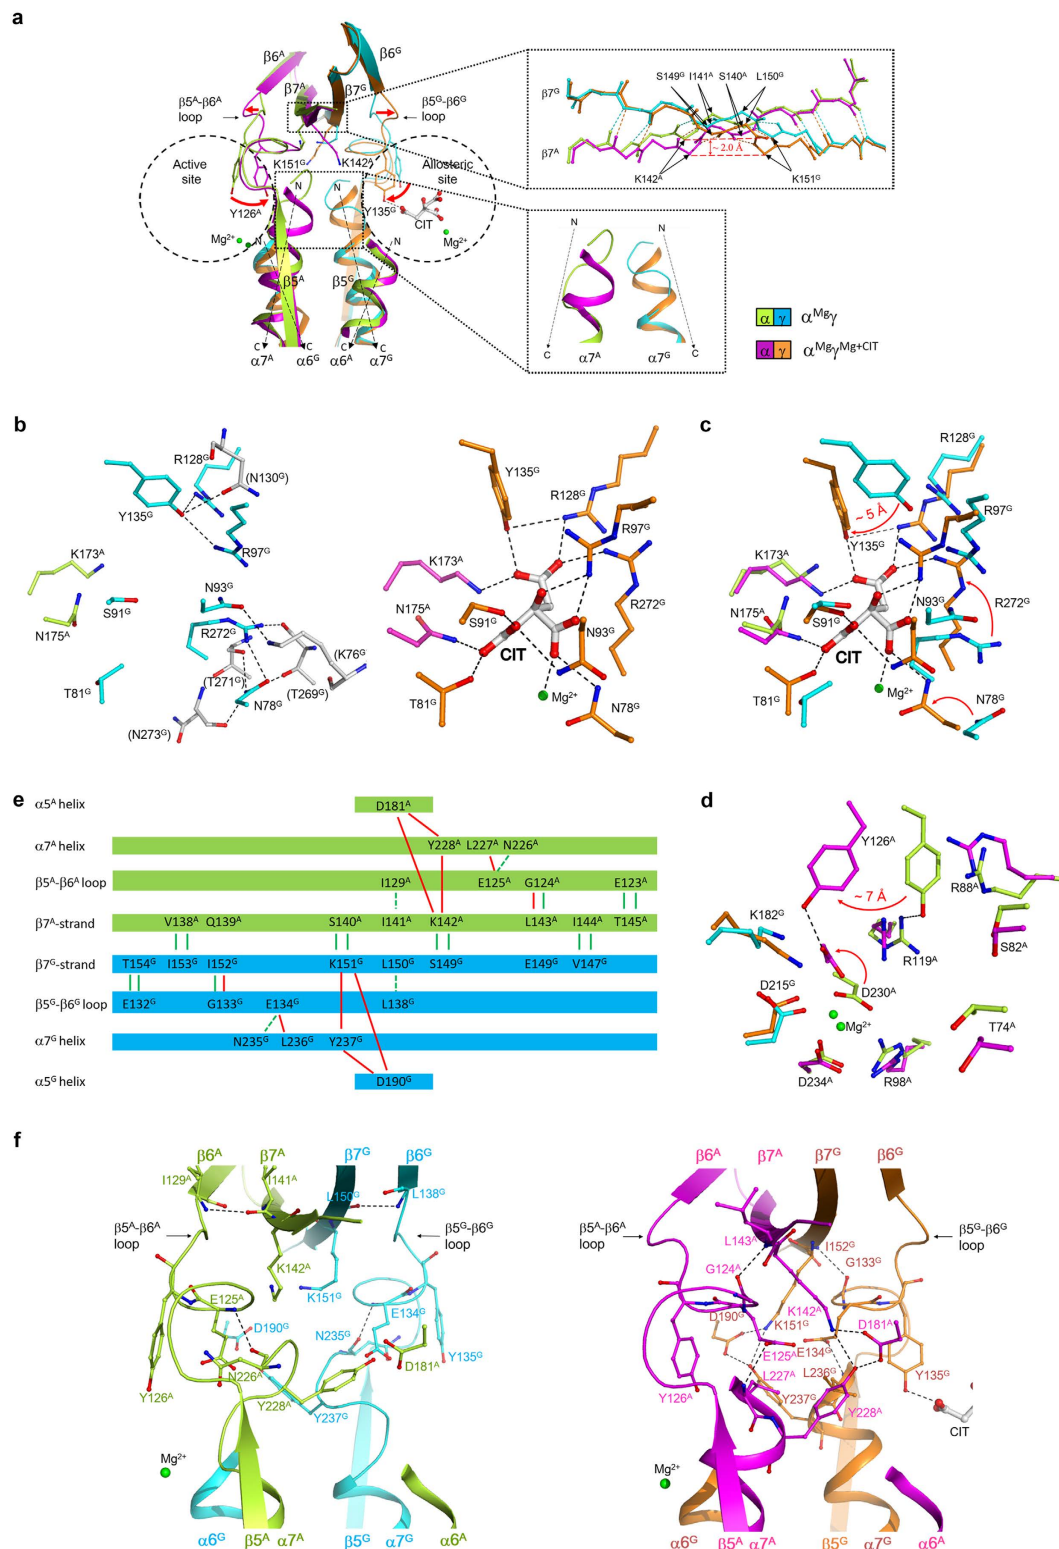 a
β6ᴬ
β6ᴳ
β7ᴬ
β7ᴳ
β5ᴬ-β6ᴬ
loop
β5ᴳ-β6ᴳ
loop
Active
site
Allosteric
site
K151ᴳ
K142ᴬ
N
N
Y126ᴬ
Y135ᴳ
CIT
Mg²⁺
N
N
Mg²⁺
β5ᴬ
β5ᴳ
C
C
C
C
α7ᴬ
α6ᴳ
α6ᴬ
α7ᴳ
S149ᴳ
I141ᴬ
S140ᴬ
L150ᴳ
β7ᴳ
β7ᴬ
~ 2.0 Å
K142ᴬ
K151ᴳ
N
N
C
C
α7ᴬ
α7ᴳ
α γ αᴹᵍγ
α γ αᴹᵍγᴹᵍ⁺ᶜᴵᵀ
b
R128ᴳ
(N130ᴳ)
Y135ᴳ
R97ᴳ
K173ᴬ
N93ᴳ
S91ᴳ
N175ᴬ
R272ᴳ
(K76ᴳ)
(T271ᴳ)
(T269ᴳ)
T81ᴳ
N78ᴳ
(N273ᴳ)
Y135ᴳ
R128ᴳ
R97ᴳ
K173ᴬ
R272ᴳ
N175ᴬ
S91ᴳ
N93ᴳ
CIT
T81ᴳ
Mg²⁺
N78ᴳ
c
R128ᴳ
~ 5 Å
R97ᴳ
Y135ᴳ
K173ᴬ
N93ᴳ
R272ᴳ
N175ᴬ
S91ᴳ
CIT
T81ᴳ
Mg²⁺
N78ᴳ
e
α5ᴬ helix
D181ᴬ
α7ᴬ helix
Y228ᴬ L227ᴬ N226ᴬ
β5ᴬ-β6ᴬ loop
I129ᴬ E125ᴬ G124ᴬ E123ᴬ
β7ᴬ-strand
V138ᴬ Q139ᴬ S140ᴬ I141ᴬ K142ᴬ L143ᴬ I144ᴬ T145ᴬ
β7ᴳ-strand
T154ᴳ I153ᴳ I152ᴳ K151ᴳ L150ᴳ S149ᴳ E149ᴳ V147ᴳ
β5ᴳ-β6ᴳ loop
E132ᴳ G133ᴳ E134ᴳ L138ᴳ
α7ᴳ helix
N235ᴳ L236ᴳ Y237ᴳ
α5ᴳ helix
D190ᴳ
d
Y126ᴬ
R88ᴬ
~ 7 Å
K182ᴳ
S82ᴬ
R119ᴬ
D230ᴬ
D215ᴳ
Mg²⁺
T74ᴬ
D234ᴬ
R98ᴬ
f
β6ᴬ
β7ᴬ
β7ᴳ
β6ᴳ
I129ᴬ
I141ᴬ
L150ᴳ
L138ᴳ
β5ᴬ-β6ᴬ
loop
β5ᴳ-β6ᴳ
loop
K142ᴬ
K151ᴳ
E125ᴬ
E134ᴳ
D190ᴳ
N235ᴳ
N226ᴬ
D181ᴬ
Y135ᴳ
Y126ᴬ
Y228ᴬ
Y237ᴳ
Mg²⁺
α6ᴳ
β5ᴬ
α7ᴬ
β5ᴳ
α7ᴳ
α6ᴬ
β6ᴬ
β7ᴬ
β7ᴳ
β6ᴳ
β5ᴬ-β6ᴬ
loop
β5ᴳ-β6ᴳ
loop
L143ᴬ
I152ᴳ
G124ᴬ
G133ᴳ
K142ᴬ
D190ᴳ
K151ᴳ
D181ᴬ
E125ᴬ
E134ᴳ
L227ᴬ
L236ᴳ
Y135ᴳ
Y126ᴬ
Y237ᴳ
Y228ᴬ
CIT
Mg²⁺
α6ᴳ
β5ᴬ
α7ᴬ
β5ᴳ
α7ᴳ
α6ᴬ